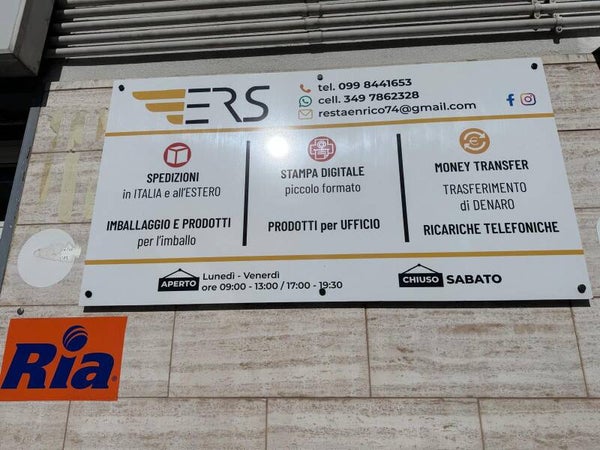 ERS
tel. 099 8441653
cell. 349 7862328
restaenrico74@gmail.com
SPEDIZIONI
in ITALIA e all'ESTERO
IMBALLAGGIO E PRODOTTI
per l'imballo
STAMPA DIGITALE
piccolo formato
PRODOTTI per UFFICIO
MONEY TRANSFER
TRASFERIMENTO
di DENARO
RICARICHE TELEFONICHE
APERTO
Lunedì - Venerdì
ore 09:00 - 13:00 / 17:00 - 19:30
CHIUSO SABATO
Ria